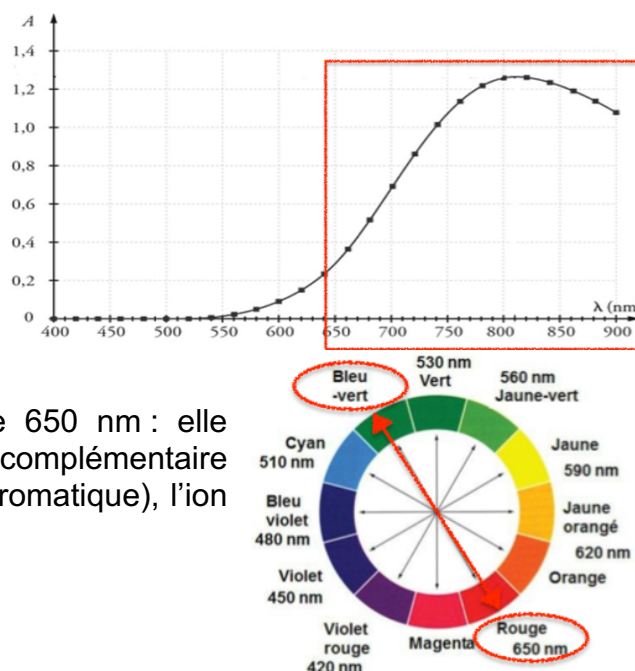 A
1,4
1,2
1,0
0,8
0,6
0,4
0,2
0
λ (nm
400 450 500 550 600 645 700 750 800 850 900
e 650 nm : elle
complémentaire
romatique), l'ion
Bleu
-vert
530 nm
Vert
560 nm
Jaune-vert
Cyan
510 nm
Jaune
590 nm
Bleu
violet
480 nm
Jaune
orangé
620 nm
Violet
450 nm
Orange
Violet
rouge
420 nm
Magenta
Rouge
650 nm